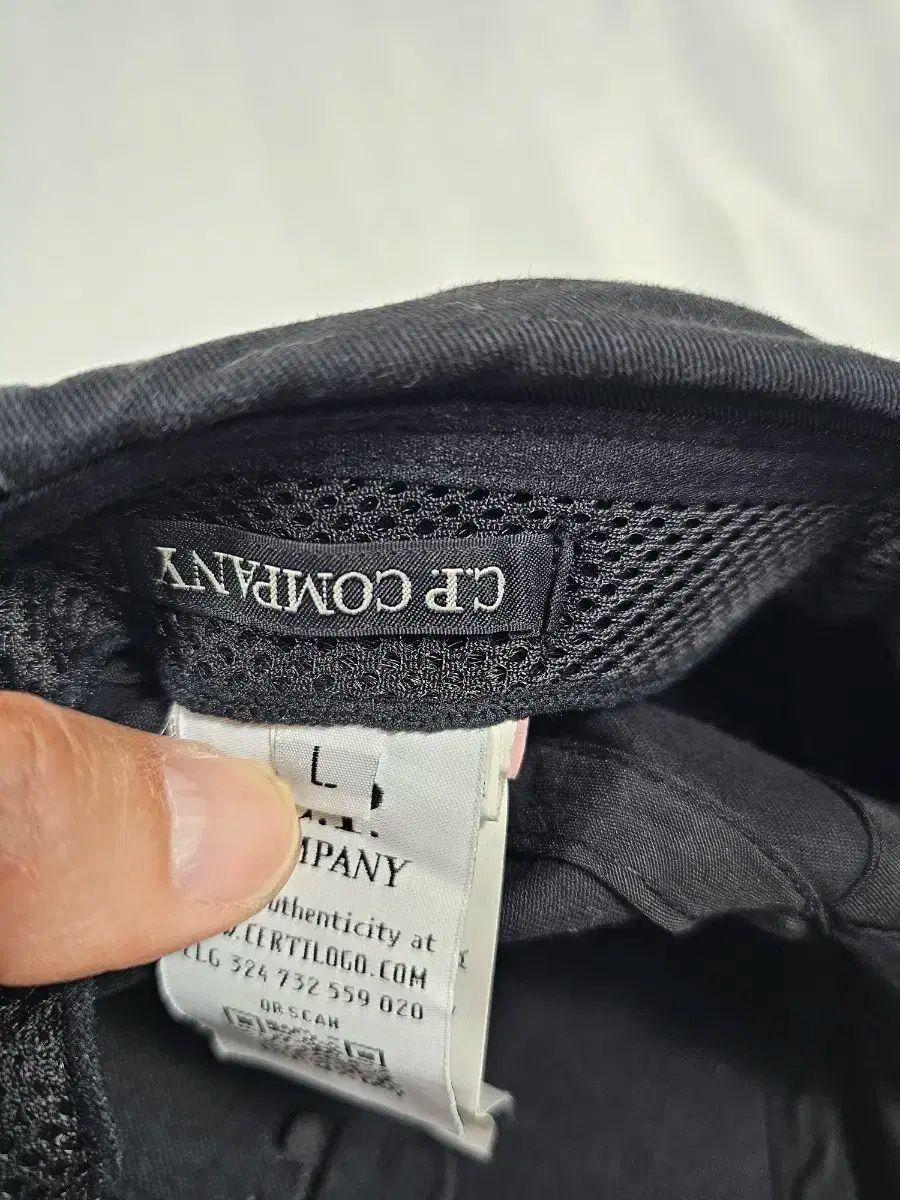 C.P. COMPANY
L
MPANY
uthenticity at
W.CERTILOGO.COM
CLG 324 732 559 020
OR SCAN